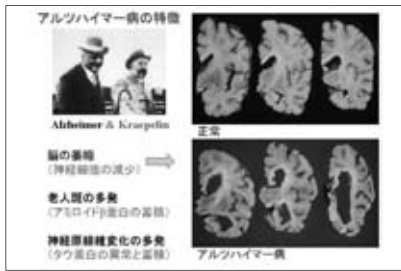 アルツハイマー病の特徴
Alzheimer & Kraepelin
正常
脳の萎縮
(神経細胞の減少)
老人斑の多発
(アミロイドβ蛋白の蓄積)
神経原線維変化の多発
(タウ蛋白の異常と蓄積)
アルツハイマー病